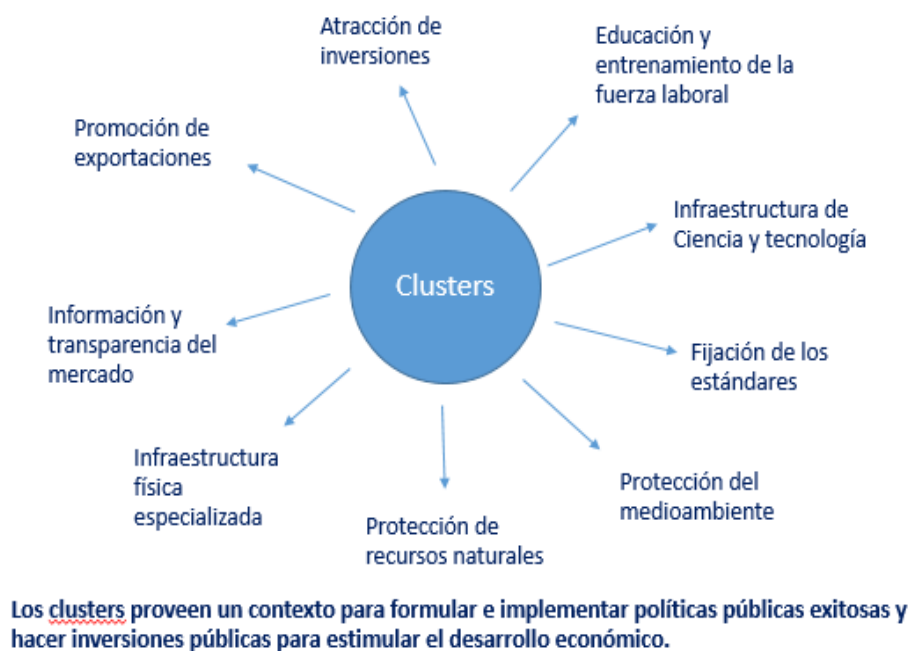 Atracción de
inversiones
Educación y
entrenamiento de la
fuerza laboral
Promoción de
exportaciones
Infraestructura de
Ciencia y tecnología
Clusters
Información y
transparencia del
mercado
Fijación de los
estándares
Infraestructura
física
especializada
Protección del
medioambiente
Protección de
recursos naturales
Los clusters proveen un contexto para formular e implementar políticas públicas exitosas y
hacer inversiones públicas para estimular el desarrollo económico.